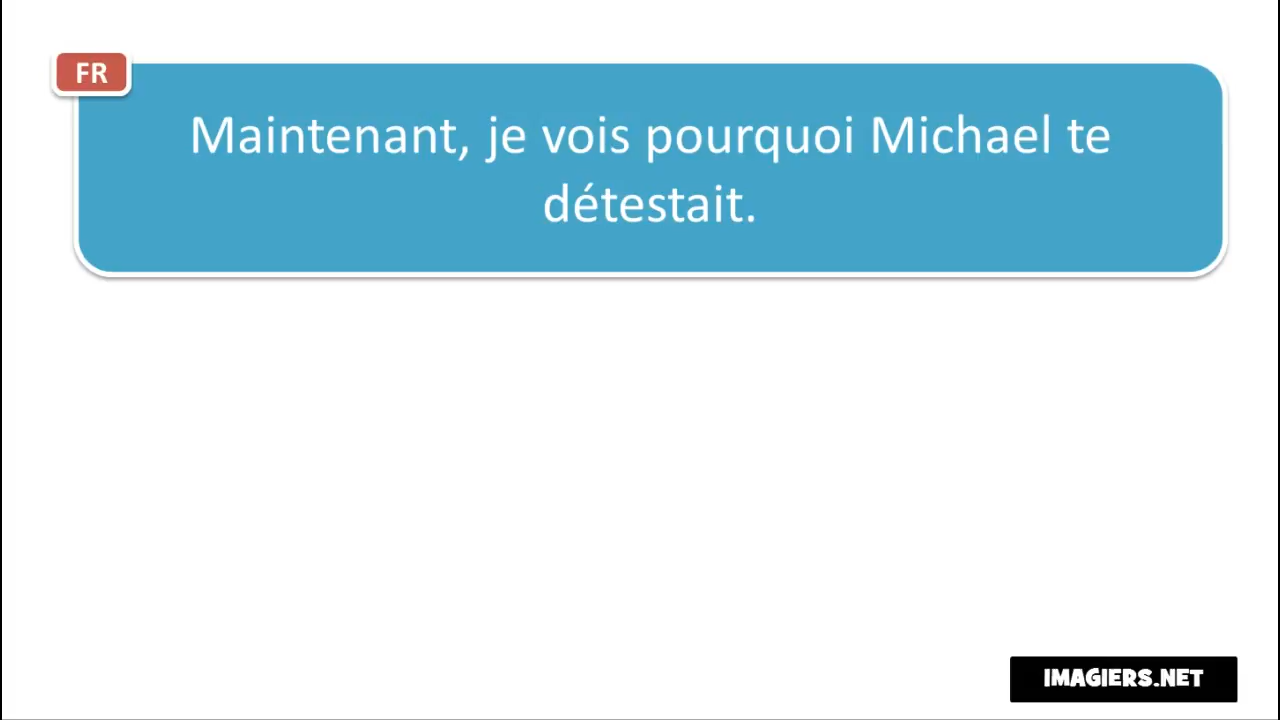 FR
Maintenant, je vois pourquoi Michael te
détestait.
IMAGIERS.NET